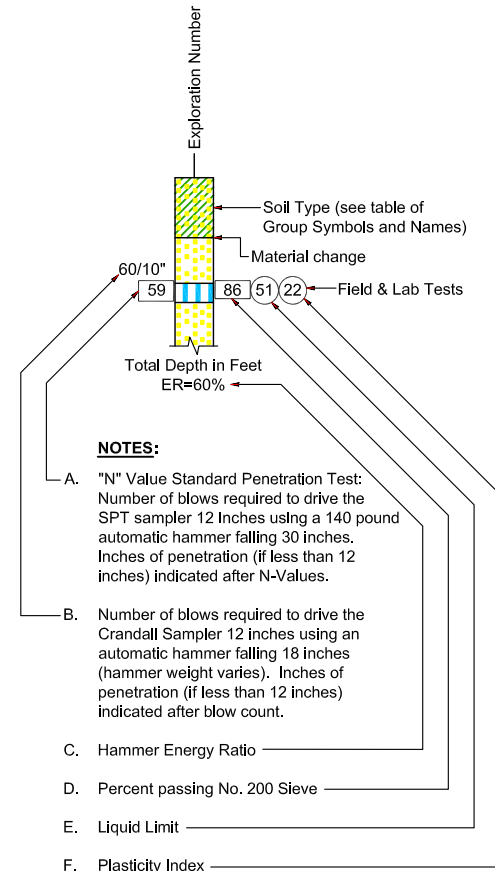 Exploration Number
Soil Type (see table of
Group Symbols and Names)
Material change
60/10"
59
86
51
22
Field & Lab Tests
Total Depth in Feet
ER=60%
NOTES:
A. "N" Value Standard Penetration Test:
Number of blows required to drive the
SPT sampler 12 inches using a 140 pound
automatic hammer falling 30 inches.
Inches of penetration (if less than 12
inches) indicated after N-Values.
B. Number of blows required to drive the
Crandall Sampler 12 inches using an
automatic hammer falling 18 inches
(hammer weight varies). Inches of
penetration (if less than 12 inches)
indicated after blow count.
C. Hammer Energy Ratio
D. Percent passing No. 200 Sieve
E. Liquid Limit
F. Plasticity Index